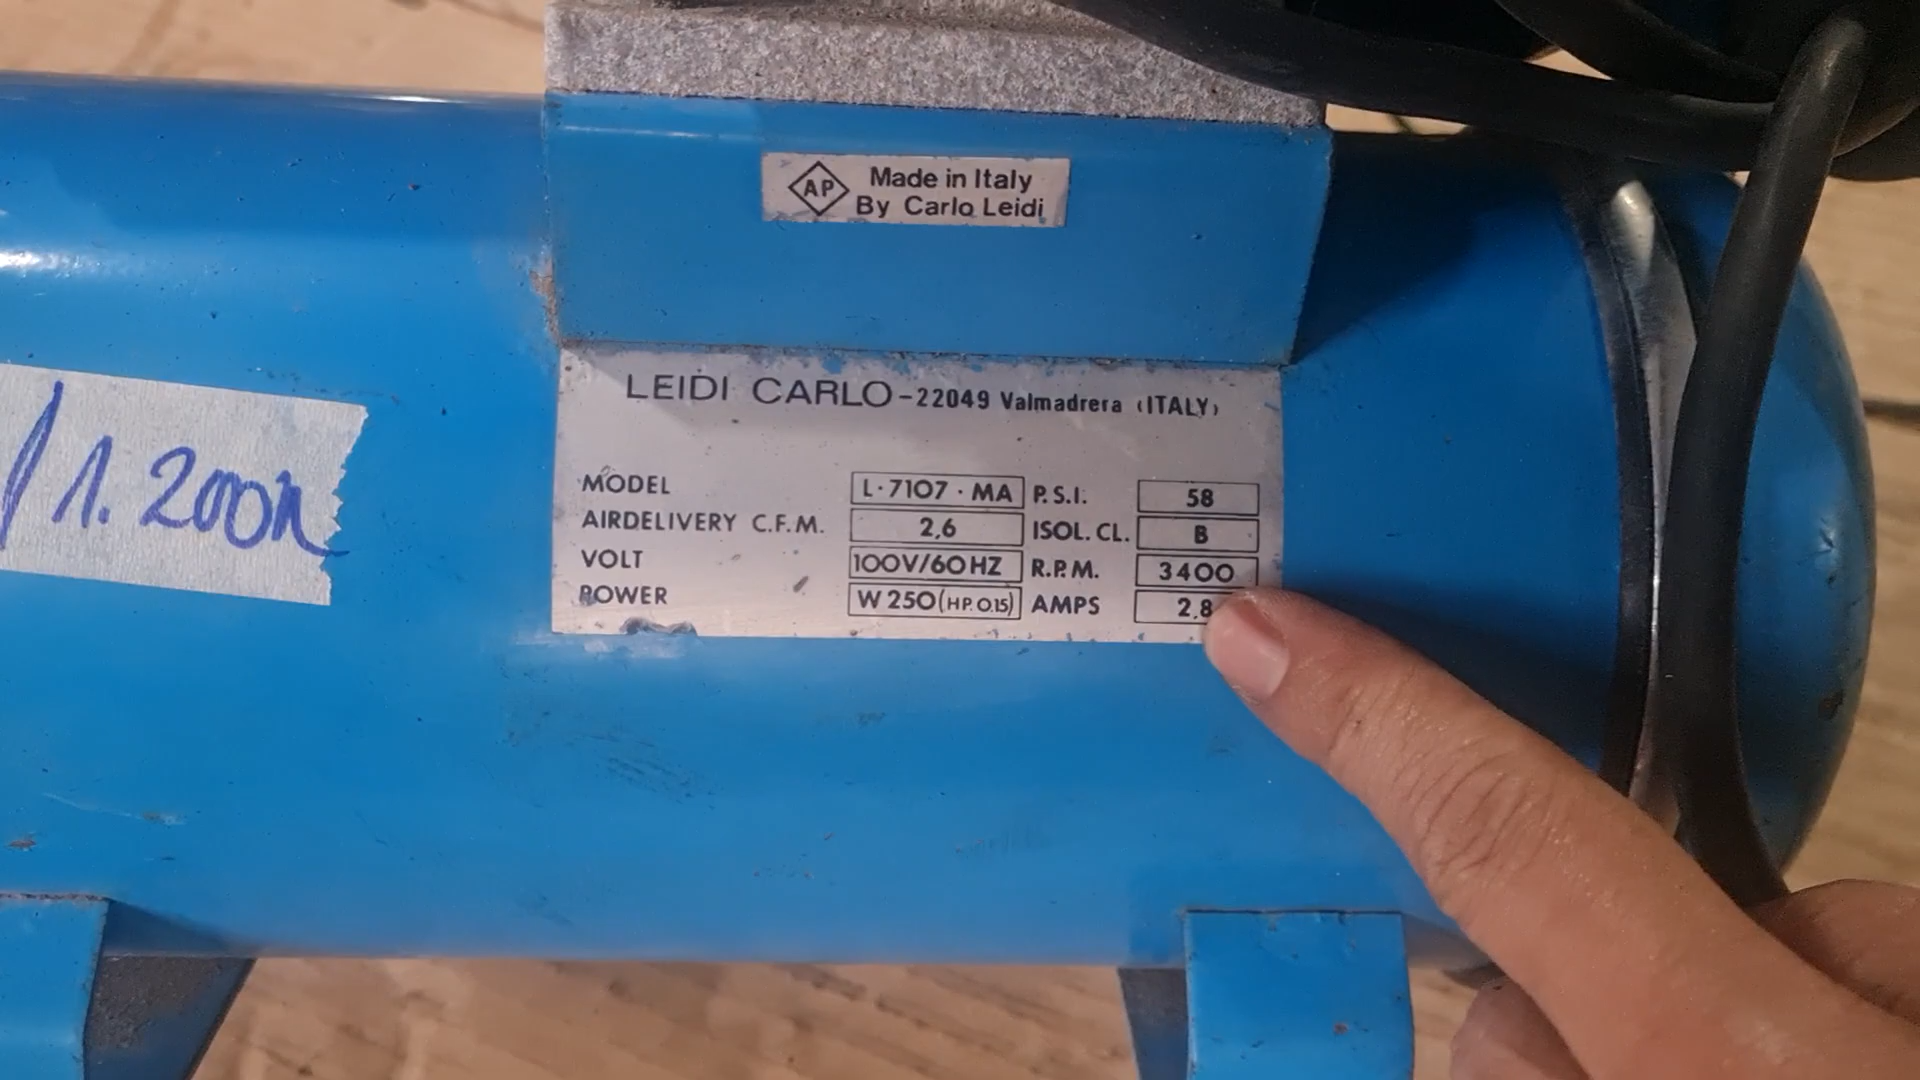 AP
Made in Italy
By Carlo Leidi
LEIDI CARLO - 22049 Valmadrera (ITALY)
MODEL L·7107·MA P.S.I. 58
AIRDELIVERY C.F.M. 2,6 ISOL. CL. B
VOLT 100V/60HZ R.P.M. 3400
POWER W 250 (HP. 0.15) AMPS 2,8
/ 1.200